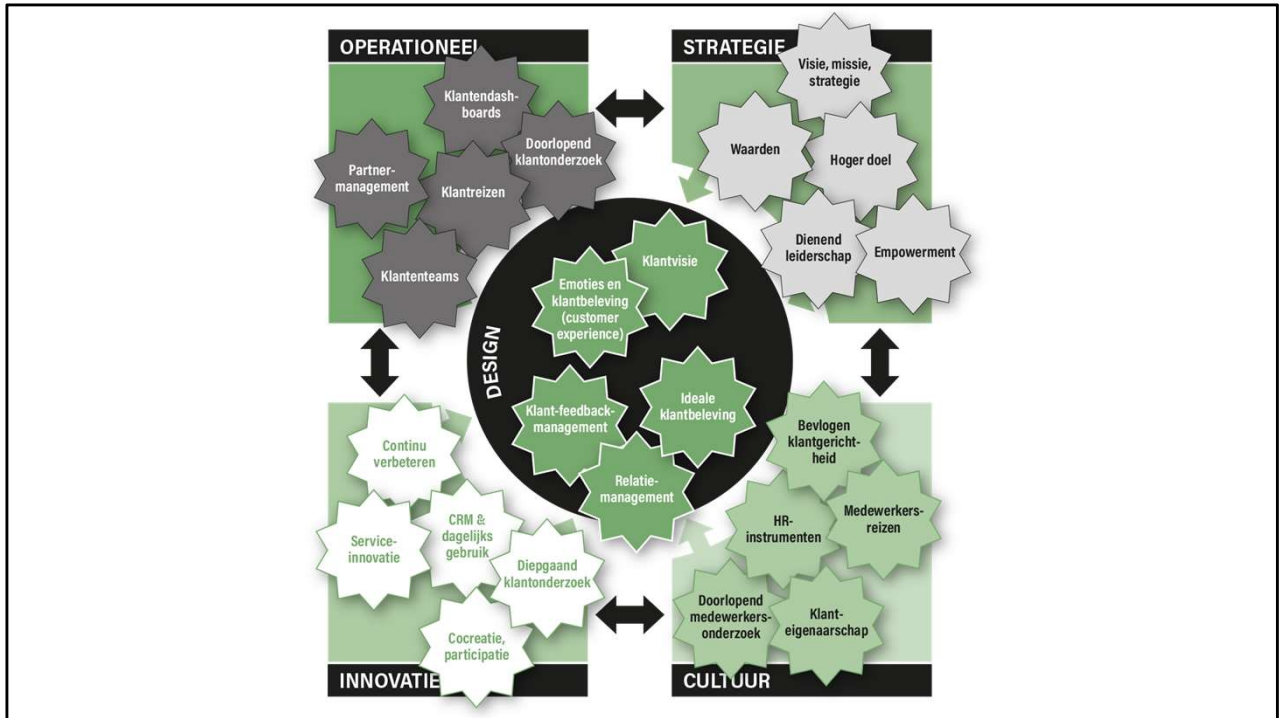 OPERATIONEEL
Klantendash-
boards
Doorlopend
klantonderzoek
Partner-
management
Klantreizen
Klantenteams
STRATEGIE
Visie, missie,
strategie
Waarden
Hoger doel
Dienend
leiderschap
Empowerment
DESIGN
Klantvisie
Emoties en
klantbeleving
(customer
experience)
Ideale
klantbeleving
Klant-feedback-
management
Relatie-
management
Continu
verbeteren
Service-
innovatie
CRM &
dagelijks
gebruik
Diepgaand
klantonderzoek
Cocreatie,
participatie
INNOVATIE
Bevlogen
klantgericht-
heid
Medewerkers-
reizen
HR-
instrumenten
Doorlopend
medewerkers-
onderzoek
Klant-
eigenaarschap
CULTUUR